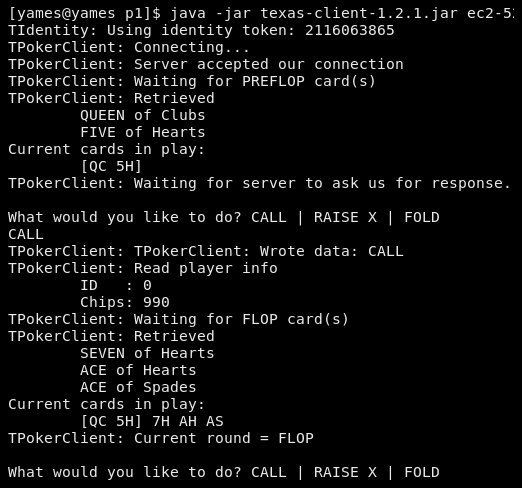 [yames@yames p1]$ java -jar texas-client-1.2.1.jar ec2-51
TIdentity: Using identity token: 2116063865
TPokerClient: Connecting...
TPokerClient: Server accepted our connection
TPokerClient: Waiting for PREFLOP card(s)
TPokerClient: Retrieved
QUEEN of Clubs
FIVE of Hearts
Current cards in play:
[QC 5H]
TPokerClient: Waiting for server to ask us for response.
What would you like to do? CALL | RAISE X | FOLD
CALL
TPokerClient: TPokerClient: Wrote data: CALL
TPokerClient: Read player info
ID   : 0
Chips: 990
TPokerClient: Waiting for FLOP card(s)
TPokerClient: Retrieved
SEVEN of Hearts
ACE of Hearts
ACE of Spades
Current cards in play:
[QC 5H] 7H AH AS
TPokerClient: Current round = FLOP
What would you like to do? CALL | RAISE X | FOLD